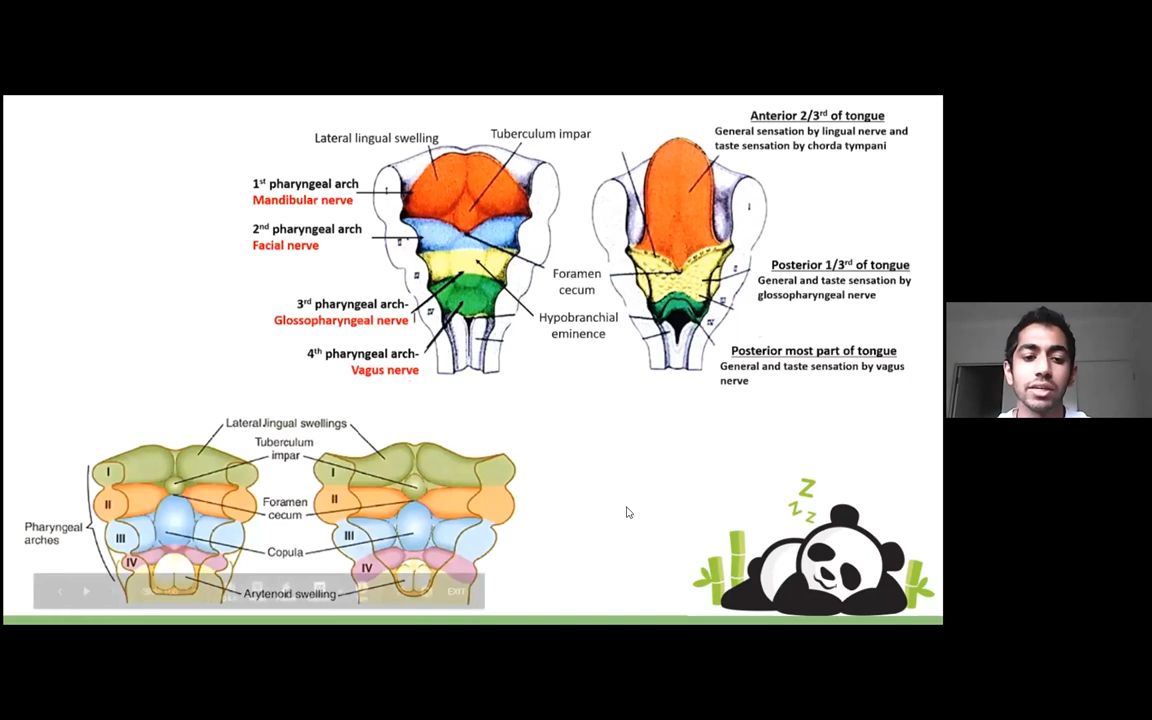 Anterior 2/3rd of tongue
General sensation by lingual nerve and
taste sensation by chorda tympani
Lateral lingual swelling
Tuberculum impar
1st pharyngeal arch
Mandibular nerve
2nd pharyngeal arch
Facial nerve
Foramen
cecum
Posterior 1/3rd of tongue
General and taste sensation by
glossopharyngeal nerve
3rd pharyngeal arch-
Glossopharyngeal nerve
Hypobranchial
eminence
4th pharyngeal arch-
Vagus nerve
Posterior most part of tongue
General and taste sensation by vagus
nerve
Lateral lingual swellings
Tuberculum
impar
I
I
II
II
Foramen
cecum
Pharyngeal
arches
III
III
Copula
IV
IV
Arytenoid swelling
EXIT
Z
Z
Z